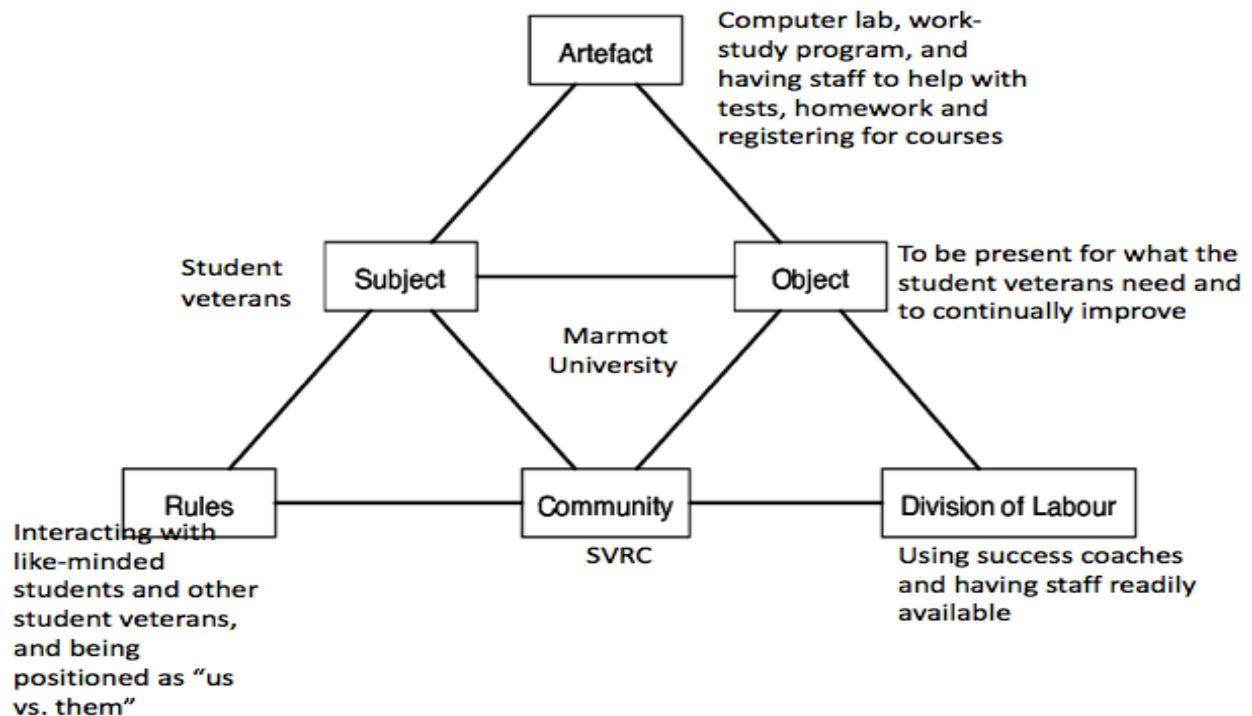 Artefact
Computer lab, work-
study program, and
having staff to help with
tests, homework and
registering for courses
Student
veterans
Subject
Object
To be present for what the
student veterans need and
to continually improve
Marmot
University
Rules
Interacting with
like-minded
students and other
student veterans,
and being
positioned as “us
vs. them”
Community
SVRC
Division of Labour
Using success coaches
and having staff readily
available